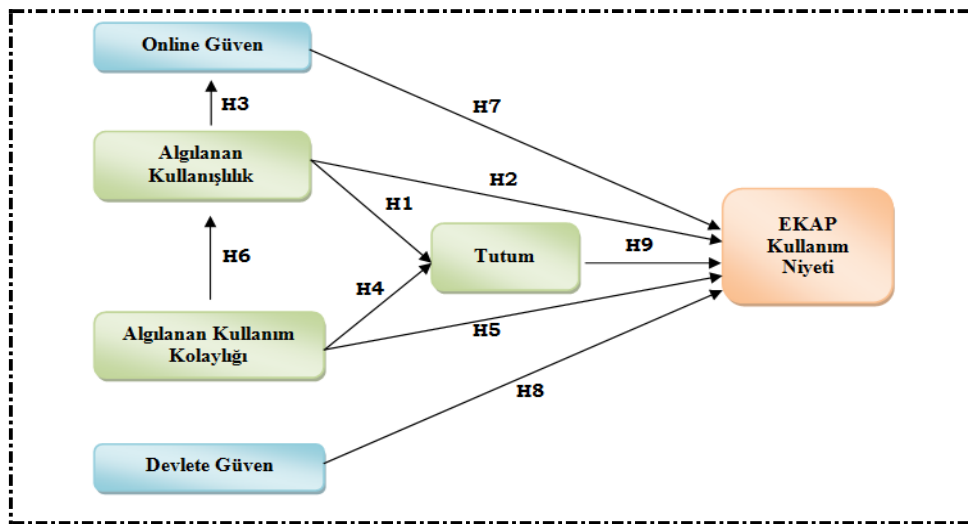 Online Güven
H7
H3
Algılanan
Kullanışlılık
H2
H1
EKAP
Kullanım
Niyeti
Tutum
H9
H6
H4
Algılanan Kullanım
Kolaylığı
H5
H8
Devlete Güven